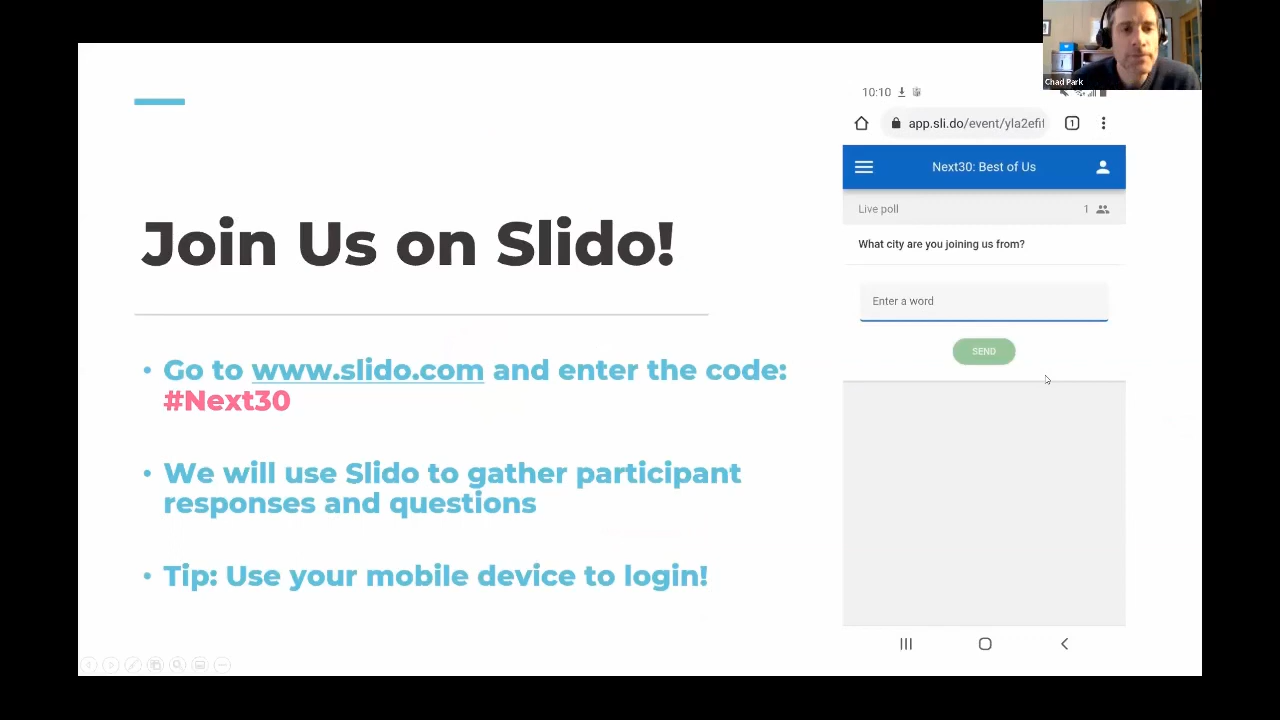 Chad Park
10:10
app.sli.do/event/yla2efif
1
Next30: Best of Us
Live poll
1
What city are you joining us from?
Enter a word
SEND
Join Us on Slido!
• Go to www.slido.com and enter the code:
#Next30
• We will use Slido to gather participant
responses and questions
• Tip: Use your mobile device to login!